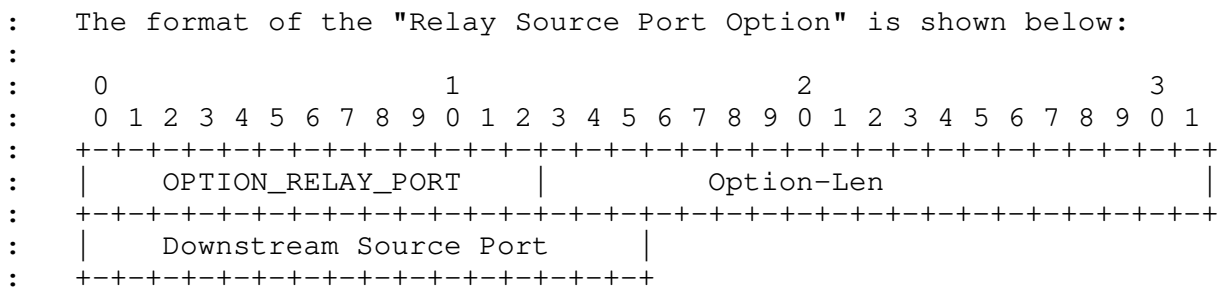 :   The format of the "Relay Source Port Option" is shown below:
:
:    0                   1                   2                   3
:    0 1 2 3 4 5 6 7 8 9 0 1 2 3 4 5 6 7 8 9 0 1 2 3 4 5 6 7 8 9 0 1
:   +-+-+-+-+-+-+-+-+-+-+-+-+-+-+-+-+-+-+-+-+-+-+-+-+-+-+-+-+-+-+-+-+
:   |    OPTION_RELAY_PORT    |         Option-Len                  |
:   +-+-+-+-+-+-+-+-+-+-+-+-+-+-+-+-+-+-+-+-+-+-+-+-+-+-+-+-+-+-+-+-+
:   |    Downstream Source Port     |
:   +-+-+-+-+-+-+-+-+-+-+-+-+-+-+-+-+